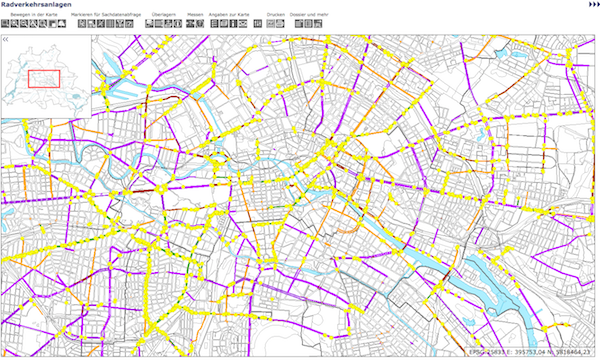 Radverkehrsanlagen
Bewegen in der Karte Markieren für Sachdatenabfrage Überlagern Messen Angaben zur Karte Drucken Dossier und mehr
EPSG:25833 E: 395753,04 N: 5818464,23